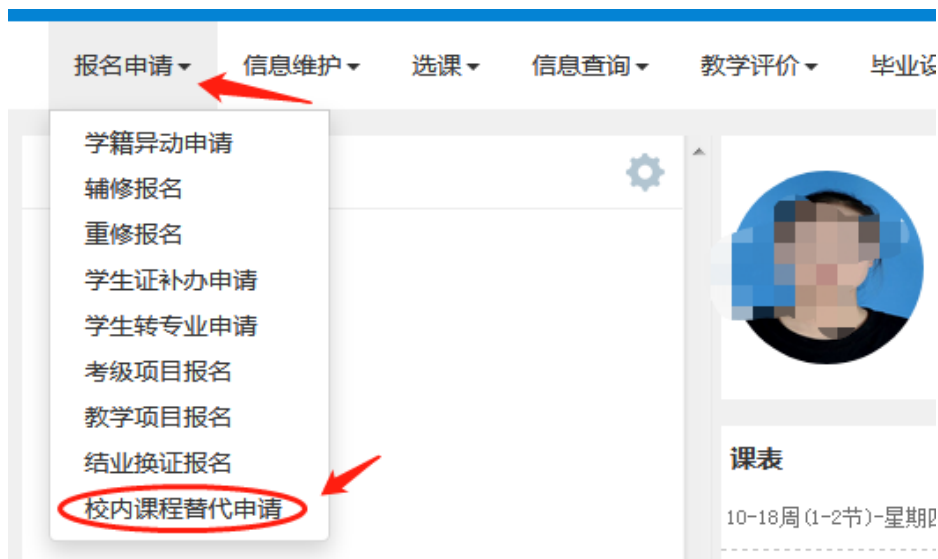 报名申请 信息维护 选课 信息查询 教学评价 毕业设
学籍异动申请
辅修报名
重修报名
学生证补办申请
学生转专业申请
考级项目报名
教学项目报名
结业换证报名
校内课程替代申请
课表
10-18周(1-2节)-星期四